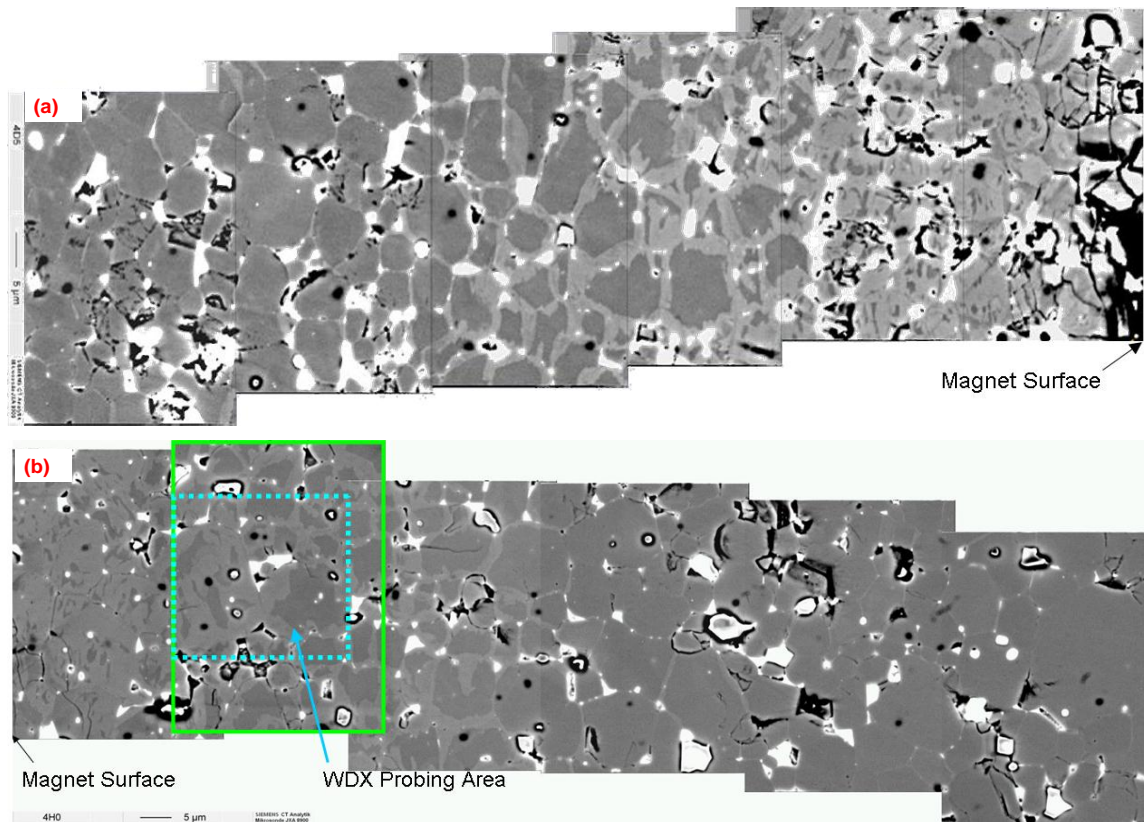 (a)
4D5
5 µm
Magnet Surface
(b)
Magnet Surface
WDX Probing Area
4H0
5 µm
SIEMENS CT Analytik
Mikrosonde JXA 8900